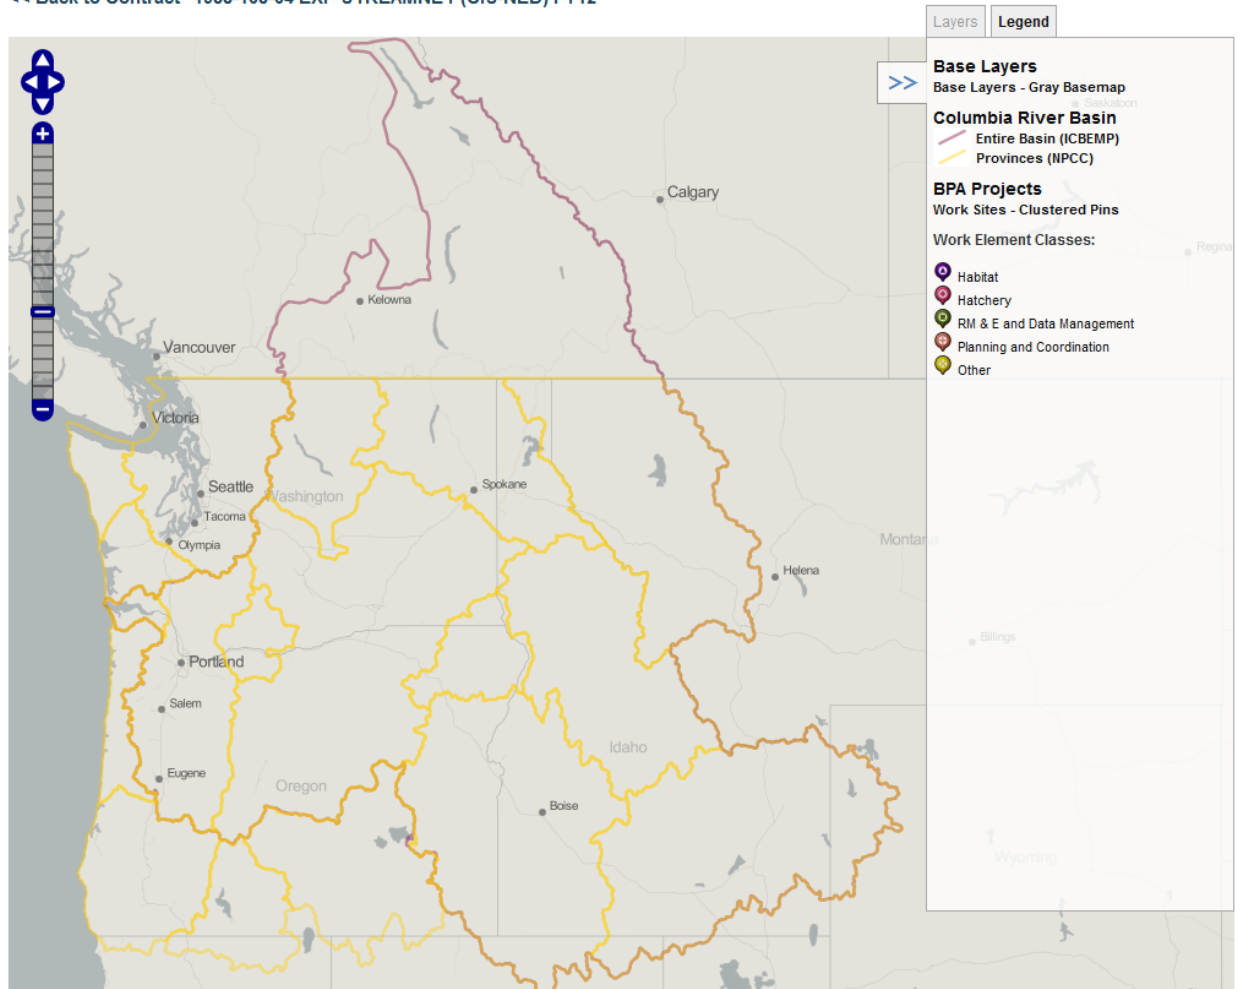 Layers
Legend
>>
Base Layers
Base Layers - Gray Basemap
Saskatoon
Columbia River Basin
Entire Basin (ICBEMP)
Provinces (NPCC)
BPA Projects
Work Sites - Clustered Pins
Work Element Classes:
Habitat
Hatchery
RM & E and Data Management
Planning and Coordination
Other
Calgary
Regina
Kelowna
Vancouver
Victoria
Seattle
Washington
Spokane
Tacoma
Olympia
Montana
Helena
Billings
Portland
Salem
Idaho
Eugene
Oregon
Boise
Wyoming